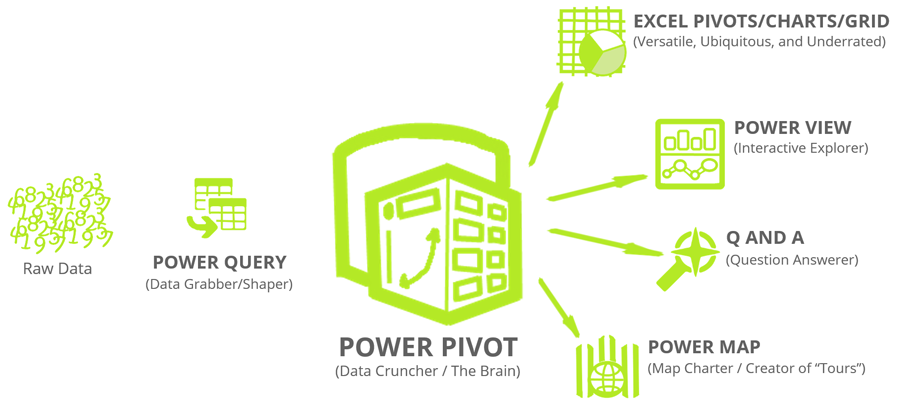 EXCEL PIVOTS/CHARTS/GRID
(Versatile, Ubiquitous, and Underrated)
POWER VIEW
(Interactive Explorer)
Raw Data
POWER QUERY
(Data Grabber/Shaper)
Q AND A
(Question Answerer)
POWER PIVOT
(Data Cruncher / The Brain)
POWER MAP
(Map Charter / Creator of “Tours”)